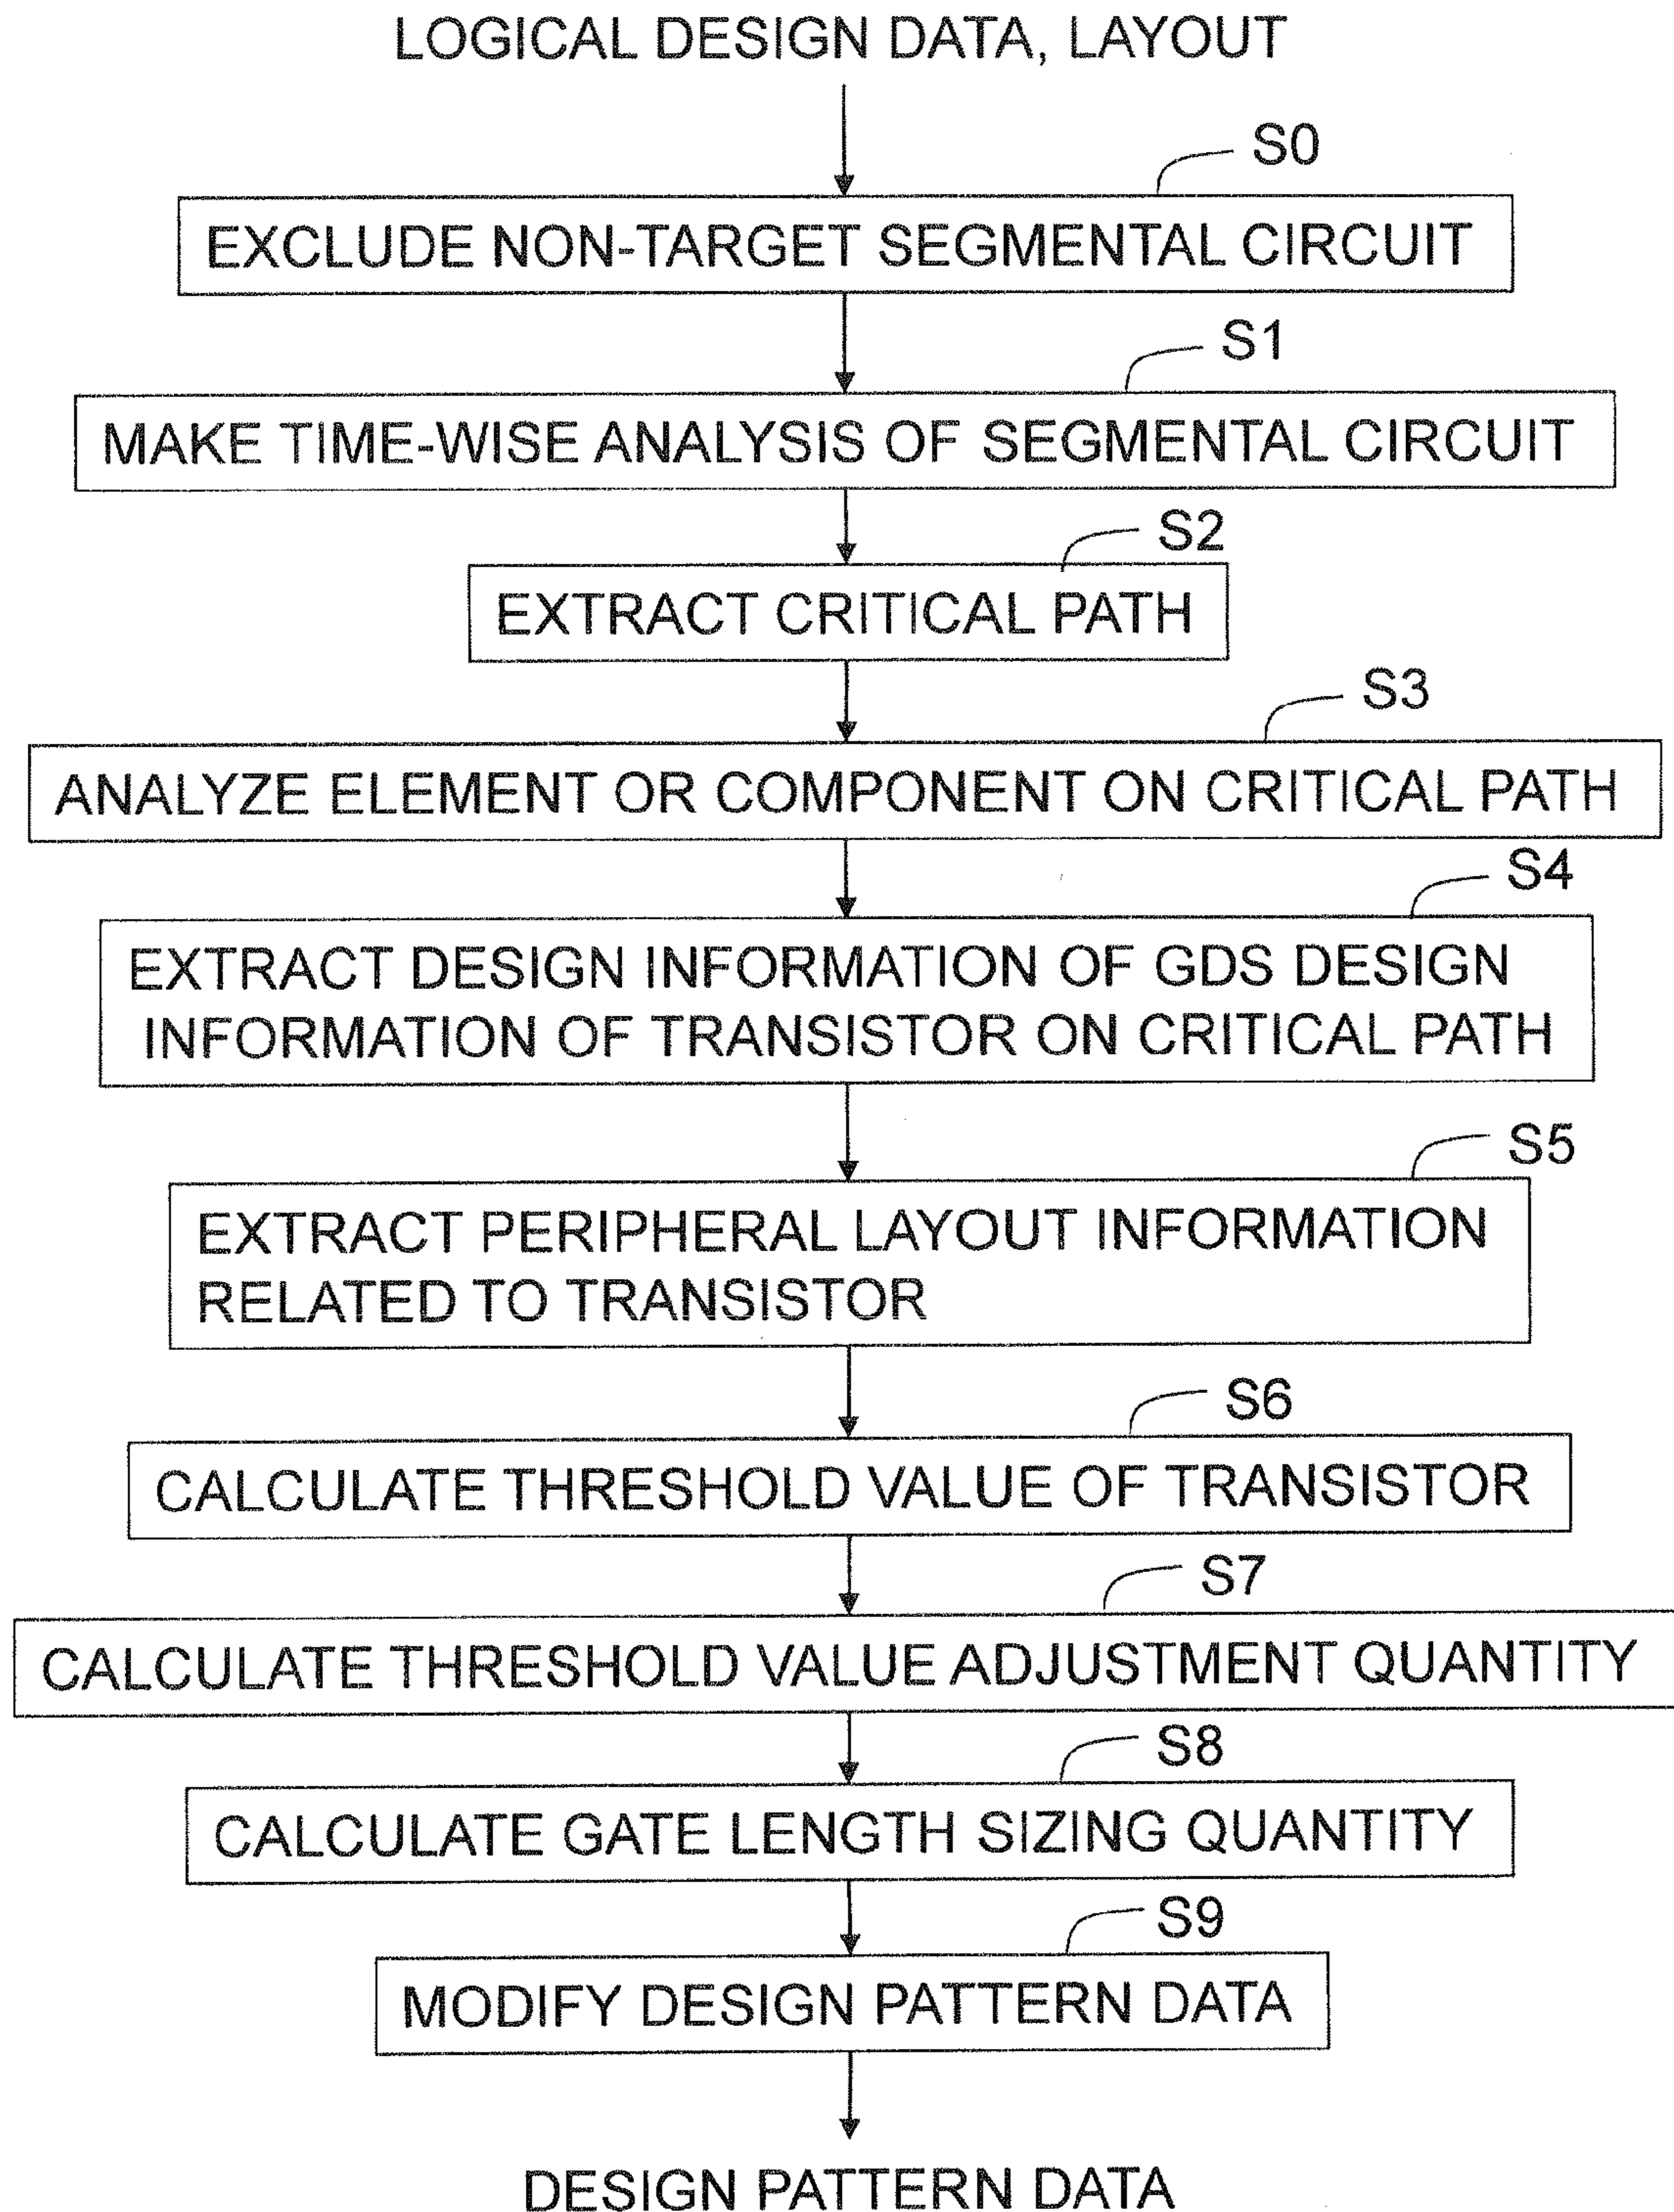 LOGICAL DESIGN DATA, LAYOUT
S0
EXCLUDE NON-TARGET SEGMENTAL CIRCUIT
S1
MAKE TIME-WISE ANALYSIS OF SEGMENTAL CIRCUIT
S2
EXTRACT CRITICAL PATH
S3
ANALYZE ELEMENT OR COMPONENT ON CRITICAL PATH
S4
EXTRACT DESIGN INFORMATION OF GDS DESIGN
INFORMATION OF TRANSISTOR ON CRITICAL PATH
S5
EXTRACT PERIPHERAL LAYOUT INFORMATION
RELATED TO TRANSISTOR
S6
CALCULATE THRESHOLD VALUE OF TRANSISTOR
S7
CALCULATE THRESHOLD VALUE ADJUSTMENT QUANTITY
S8
CALCULATE GATE LENGTH SIZING QUANTITY
S9
MODIFY DESIGN PATTERN DATA
DESIGN PATTERN DATA